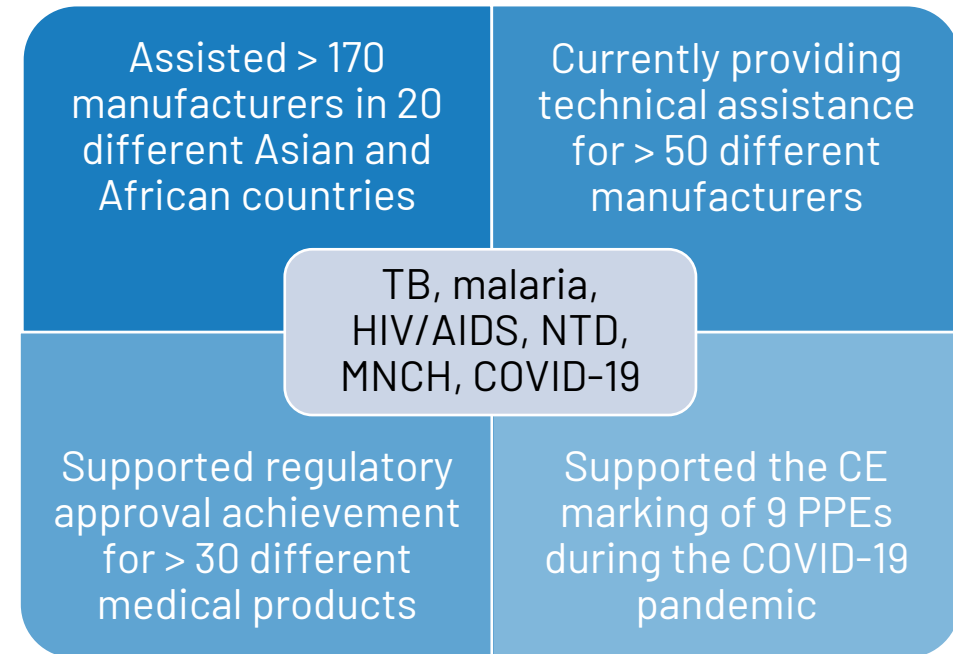 Assisted > 170
manufacturers in 20
different Asian and
African countries
Currently providing
technical assistance
for > 50 different
manufacturers
TB, malaria,
HIV/AIDS, NTD,
MNCH, COVID-19
Supported regulatory
approval achievement
for > 30 different
medical products
Supported the CE
marking of 9 PPEs
during the COVID-19
pandemic